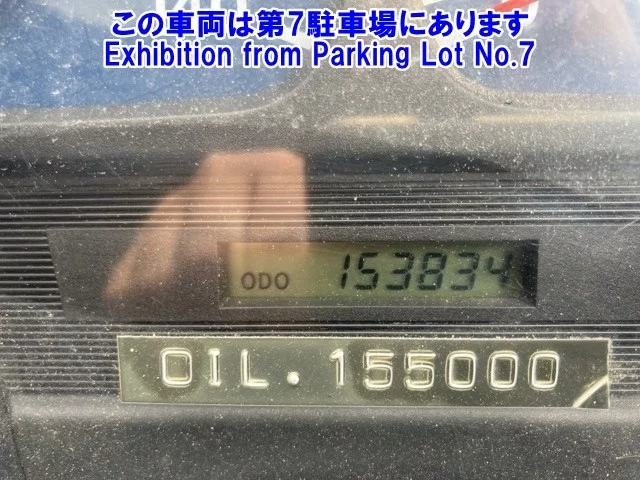 この車両は第7駐車場にあります
Exhibition from Parking Lot No.7
ODO 153834
OIL. 155000